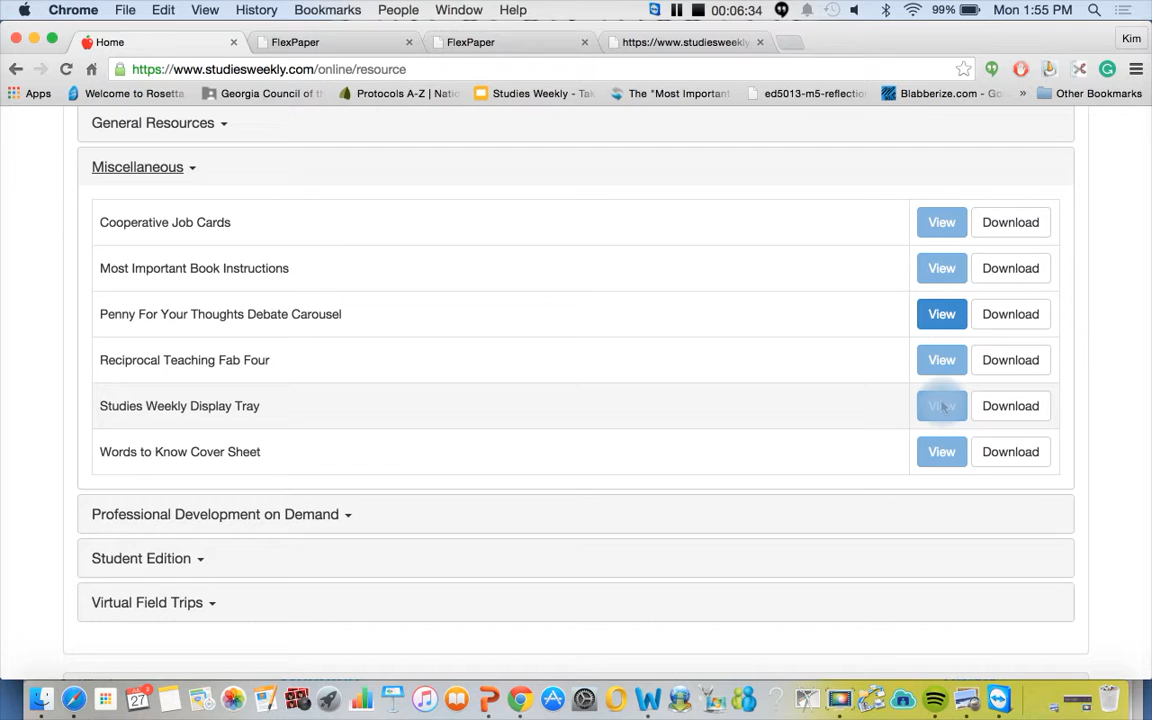 Chrome File Edit View History Bookmarks People Window Help 00:06:34 99% Mon 1:55 PM
Home FlexPaper FlexPaper https://www.studiesweekly Kim
https://www.studiesweekly.com/online/resource
Apps Welcome to Rosetta Georgia Council of th Protocols A-Z | Natio Studies Weekly - Tak The "Most Important ed5013-m5-reflectio Blabberize.com - Go » Other Bookmarks
General Resources
Miscellaneous
Cooperative Job Cards View Download
Most Important Book Instructions View Download
Penny For Your Thoughts Debate Carousel View Download
Reciprocal Teaching Fab Four View Download
Studies Weekly Display Tray View Download
Words to Know Cover Sheet View Download
Professional Development on Demand
Student Edition
Virtual Field Trips